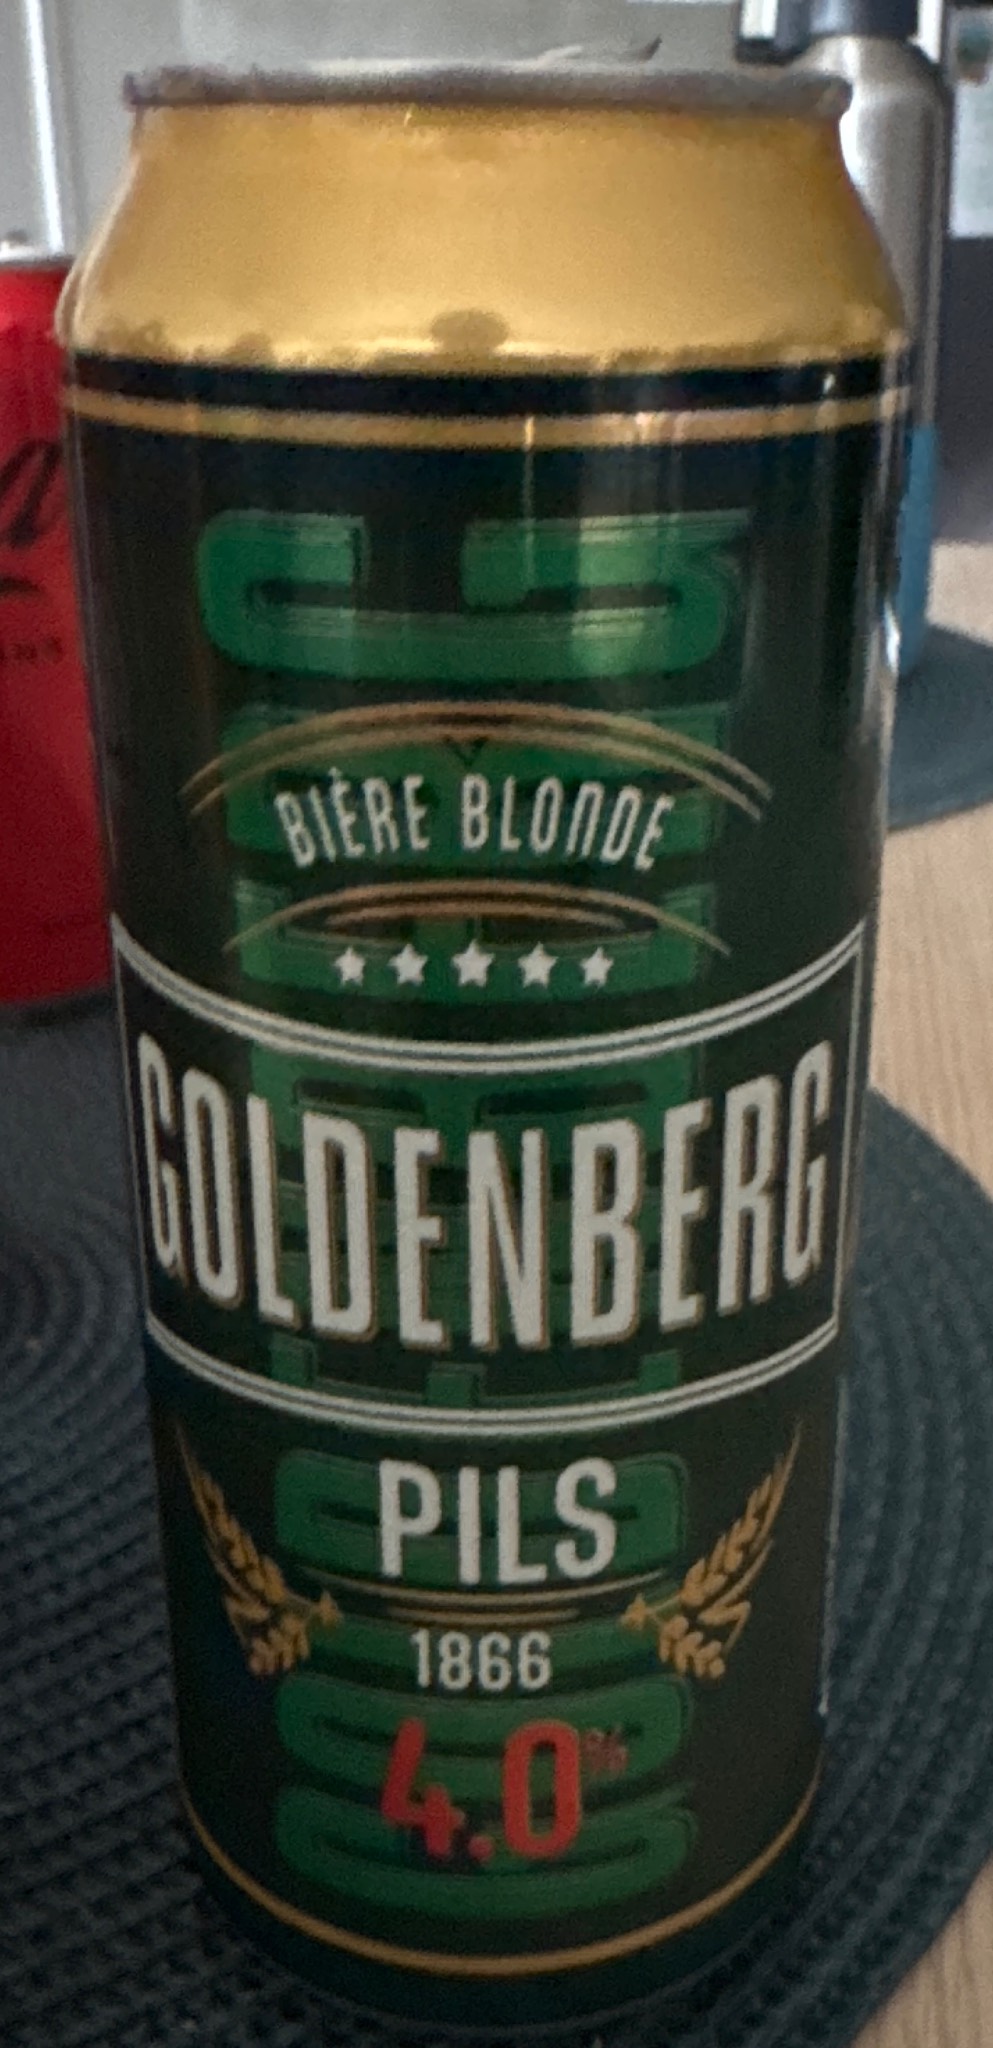 BIÈRE BLONDE
GOLDENBERG
PILS
1866
4.0%